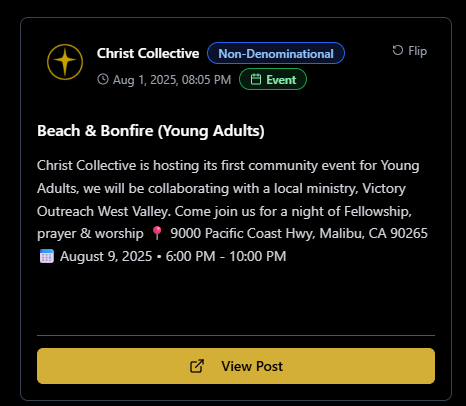 Christ Collective Non-Denominational Flip
Aug 1, 2025, 08:05 PM Event
Beach & Bonfire (Young Adults)
Christ Collective is hosting its first community event for Young
Adults, we will be collaborating with a local ministry, Victory
Outreach West Valley. Come join us for a night of Fellowship,
prayer & worship 📍 9000 Pacific Coast Hwy, Malibu, CA 90265
📅 August 9, 2025 • 6:00 PM - 10:00 PM
View Post